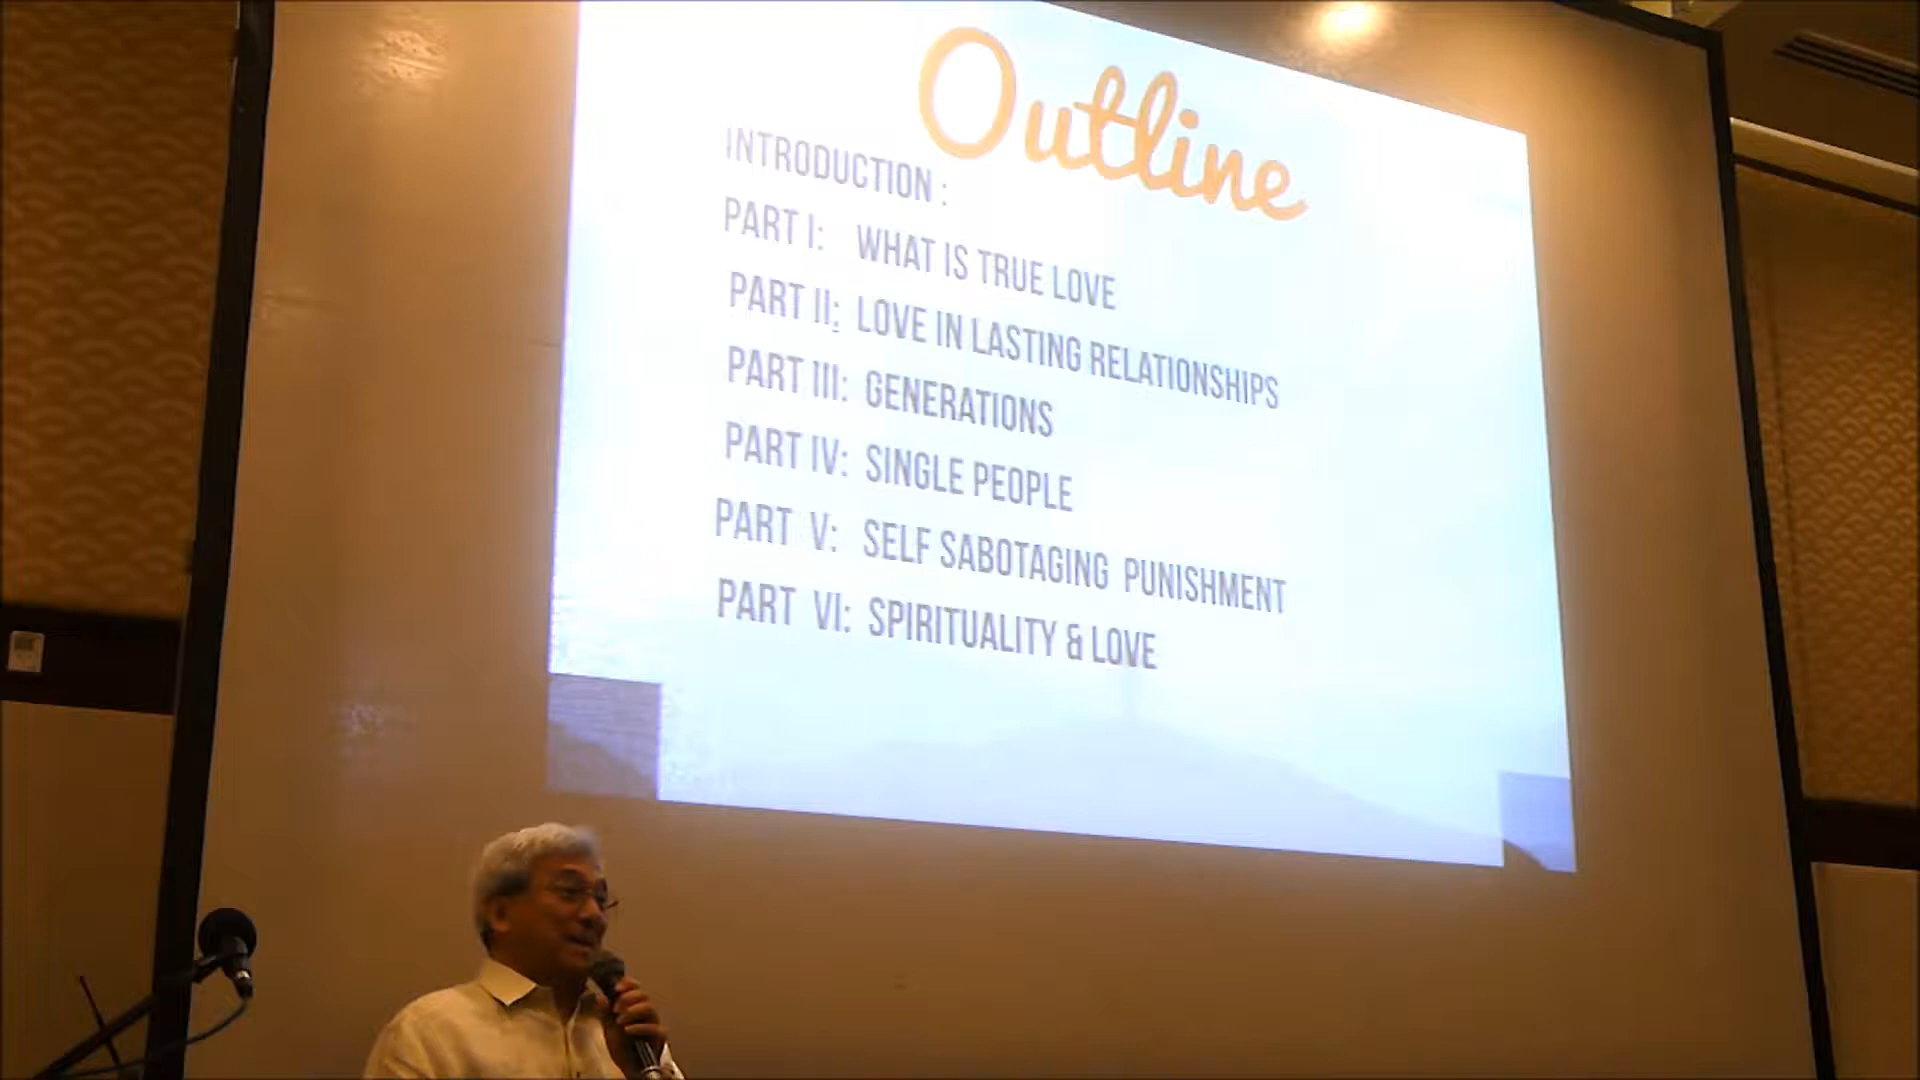 Outline
INTRODUCTION :
PART I: WHAT IS TRUE LOVE
PART II: LOVE IN LASTING RELATIONSHIPS
PART III: GENERATIONS
PART IV: SINGLE PEOPLE
PART V: SELF SABOTAGING PUNISHMENT
PART VI: SPIRITUALITY & LOVE